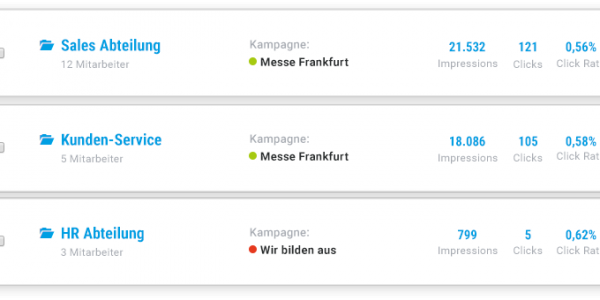 Sales Abteilung
12 Mitarbeiter
Kampagne:
Messe Frankfurt
21.532
Impressions
121
Clicks
0,56%
Click Rat
Kunden-Service
5 Mitarbeiter
Kampagne:
Messe Frankfurt
18.086
Impressions
105
Clicks
0,58%
Click Rat
HR Abteilung
3 Mitarbeiter
Kampagne:
Wir bilden aus
799
Impressions
5
Clicks
0,62%
Click Rat